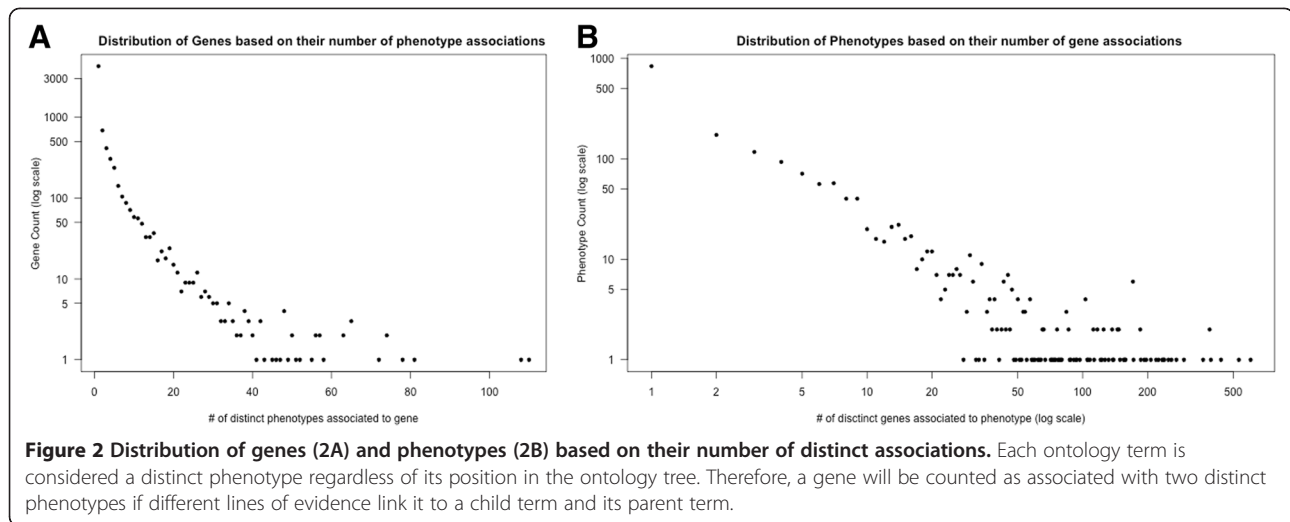 A
Distribution of Genes based on their number of phenotype associations
3000
1000
500
100
50
10
5
1
Gene Count (log scale)
0 20 40 60 80 100
# of distinct phenotypes associated to gene
B
Distribution of Phenotypes based on their number of gene associations
1000
500
100
50
10
5
1
Phenotype Count (log scale)
1 2 5 10 20 50 100 200 500
# of disctinct genes associated to phenotype (log scale)
Figure 2 Distribution of genes (2A) and phenotypes (2B) based on their number of distinct associations. Each ontology term is
considered a distinct phenotype regardless of its position in the ontology tree. Therefore, a gene will be counted as associated with two distinct
phenotypes if different lines of evidence link it to a child term and its parent term.